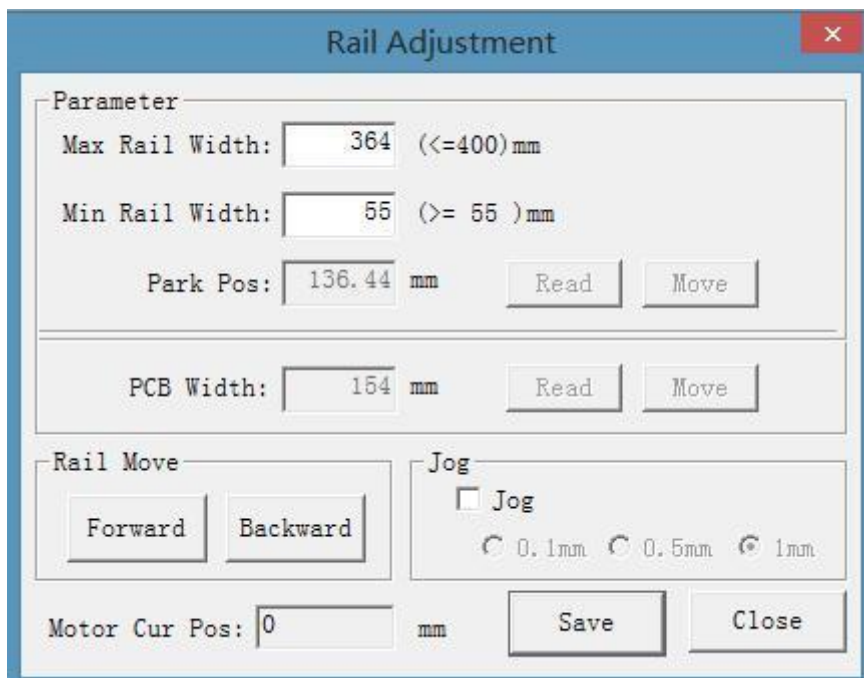 Rail Adjustment
Parameter
Max Rail Width: 364 (<=400)mm
Min Rail Width: 55 (>= 55 )mm
Park Pos: 136.44 mm Read Move
PCB Width: 154 mm Read Move
Rail Move Jog
Jog
Forward Backward
0.1mm 0.5mm 1mm
Motor Cur Pos: 0 mm Save Close